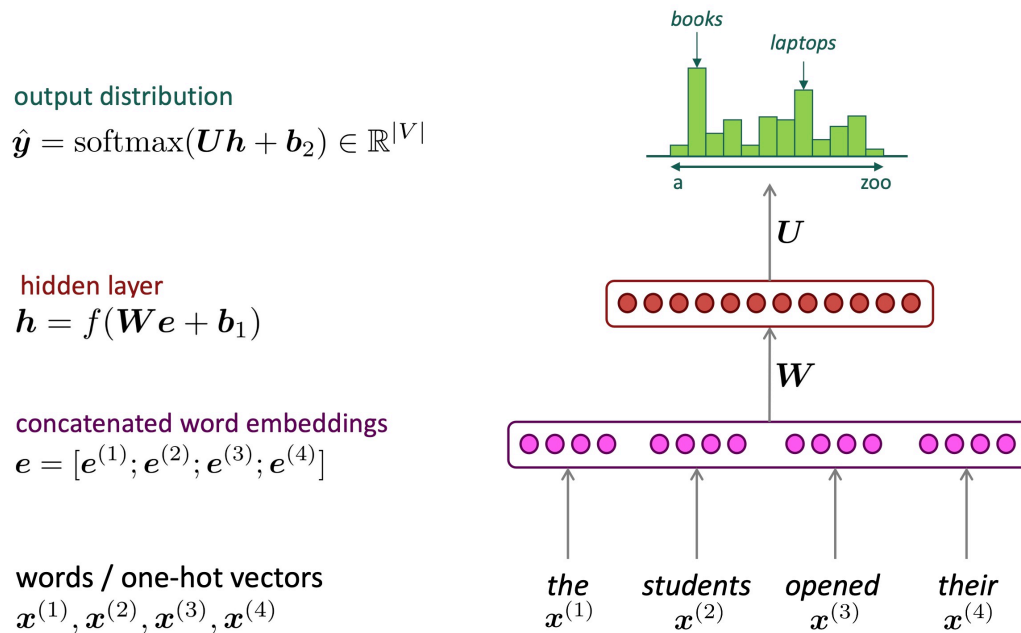 books
laptops
output distribution
ŷ = softmax(Uh + b₂) ∈ ℝ^|V|
a
zoo
U
hidden layer
h = f(We + b₁)
W
concatenated word embeddings
e = [e⁽¹⁾; e⁽²⁾; e⁽³⁾; e⁽⁴⁾]
words / one-hot vectors
the students opened their
x⁽¹⁾, x⁽²⁾, x⁽³⁾, x⁽⁴⁾
x⁽¹⁾ x⁽²⁾ x⁽³⁾ x⁽⁴⁾